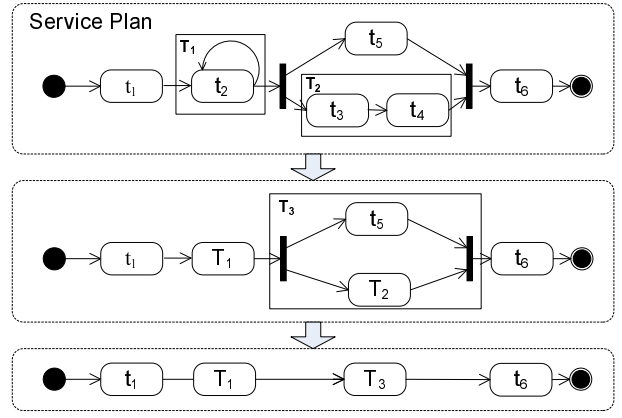 Service Plan
T1
t5
t1 t2 t6
T2
t3 t4
T3
t5
t1 T1 t6
T2
t1 T1 T3 t6